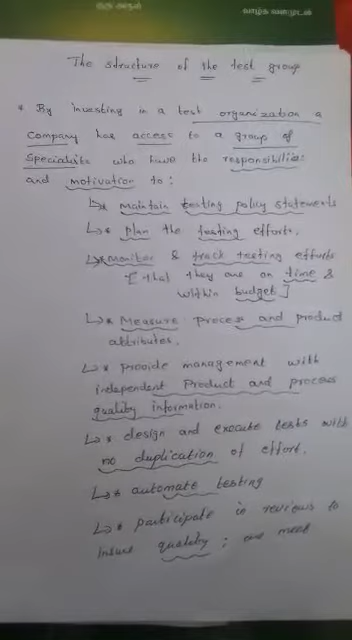 குரு அருள்
வாழ்க வளமுடன்
The structure of the test group
* By investing in a test organization a
Company has access to a group of
Specialists who have the responsibilities
and motivation to:
↳* maintain testing policy statements
↳* plan the testing efforts.
↳* Monitor & track testing efforts
[ that they are on time &
within budget ]
↳* Measure process and product
attributes.
↳* provide management with
independent Product and process
quality information.
↳* design and execute tests with
no duplication of effort.
↳* automate testing
↳* participate in reviews to
insure quality ; are meet